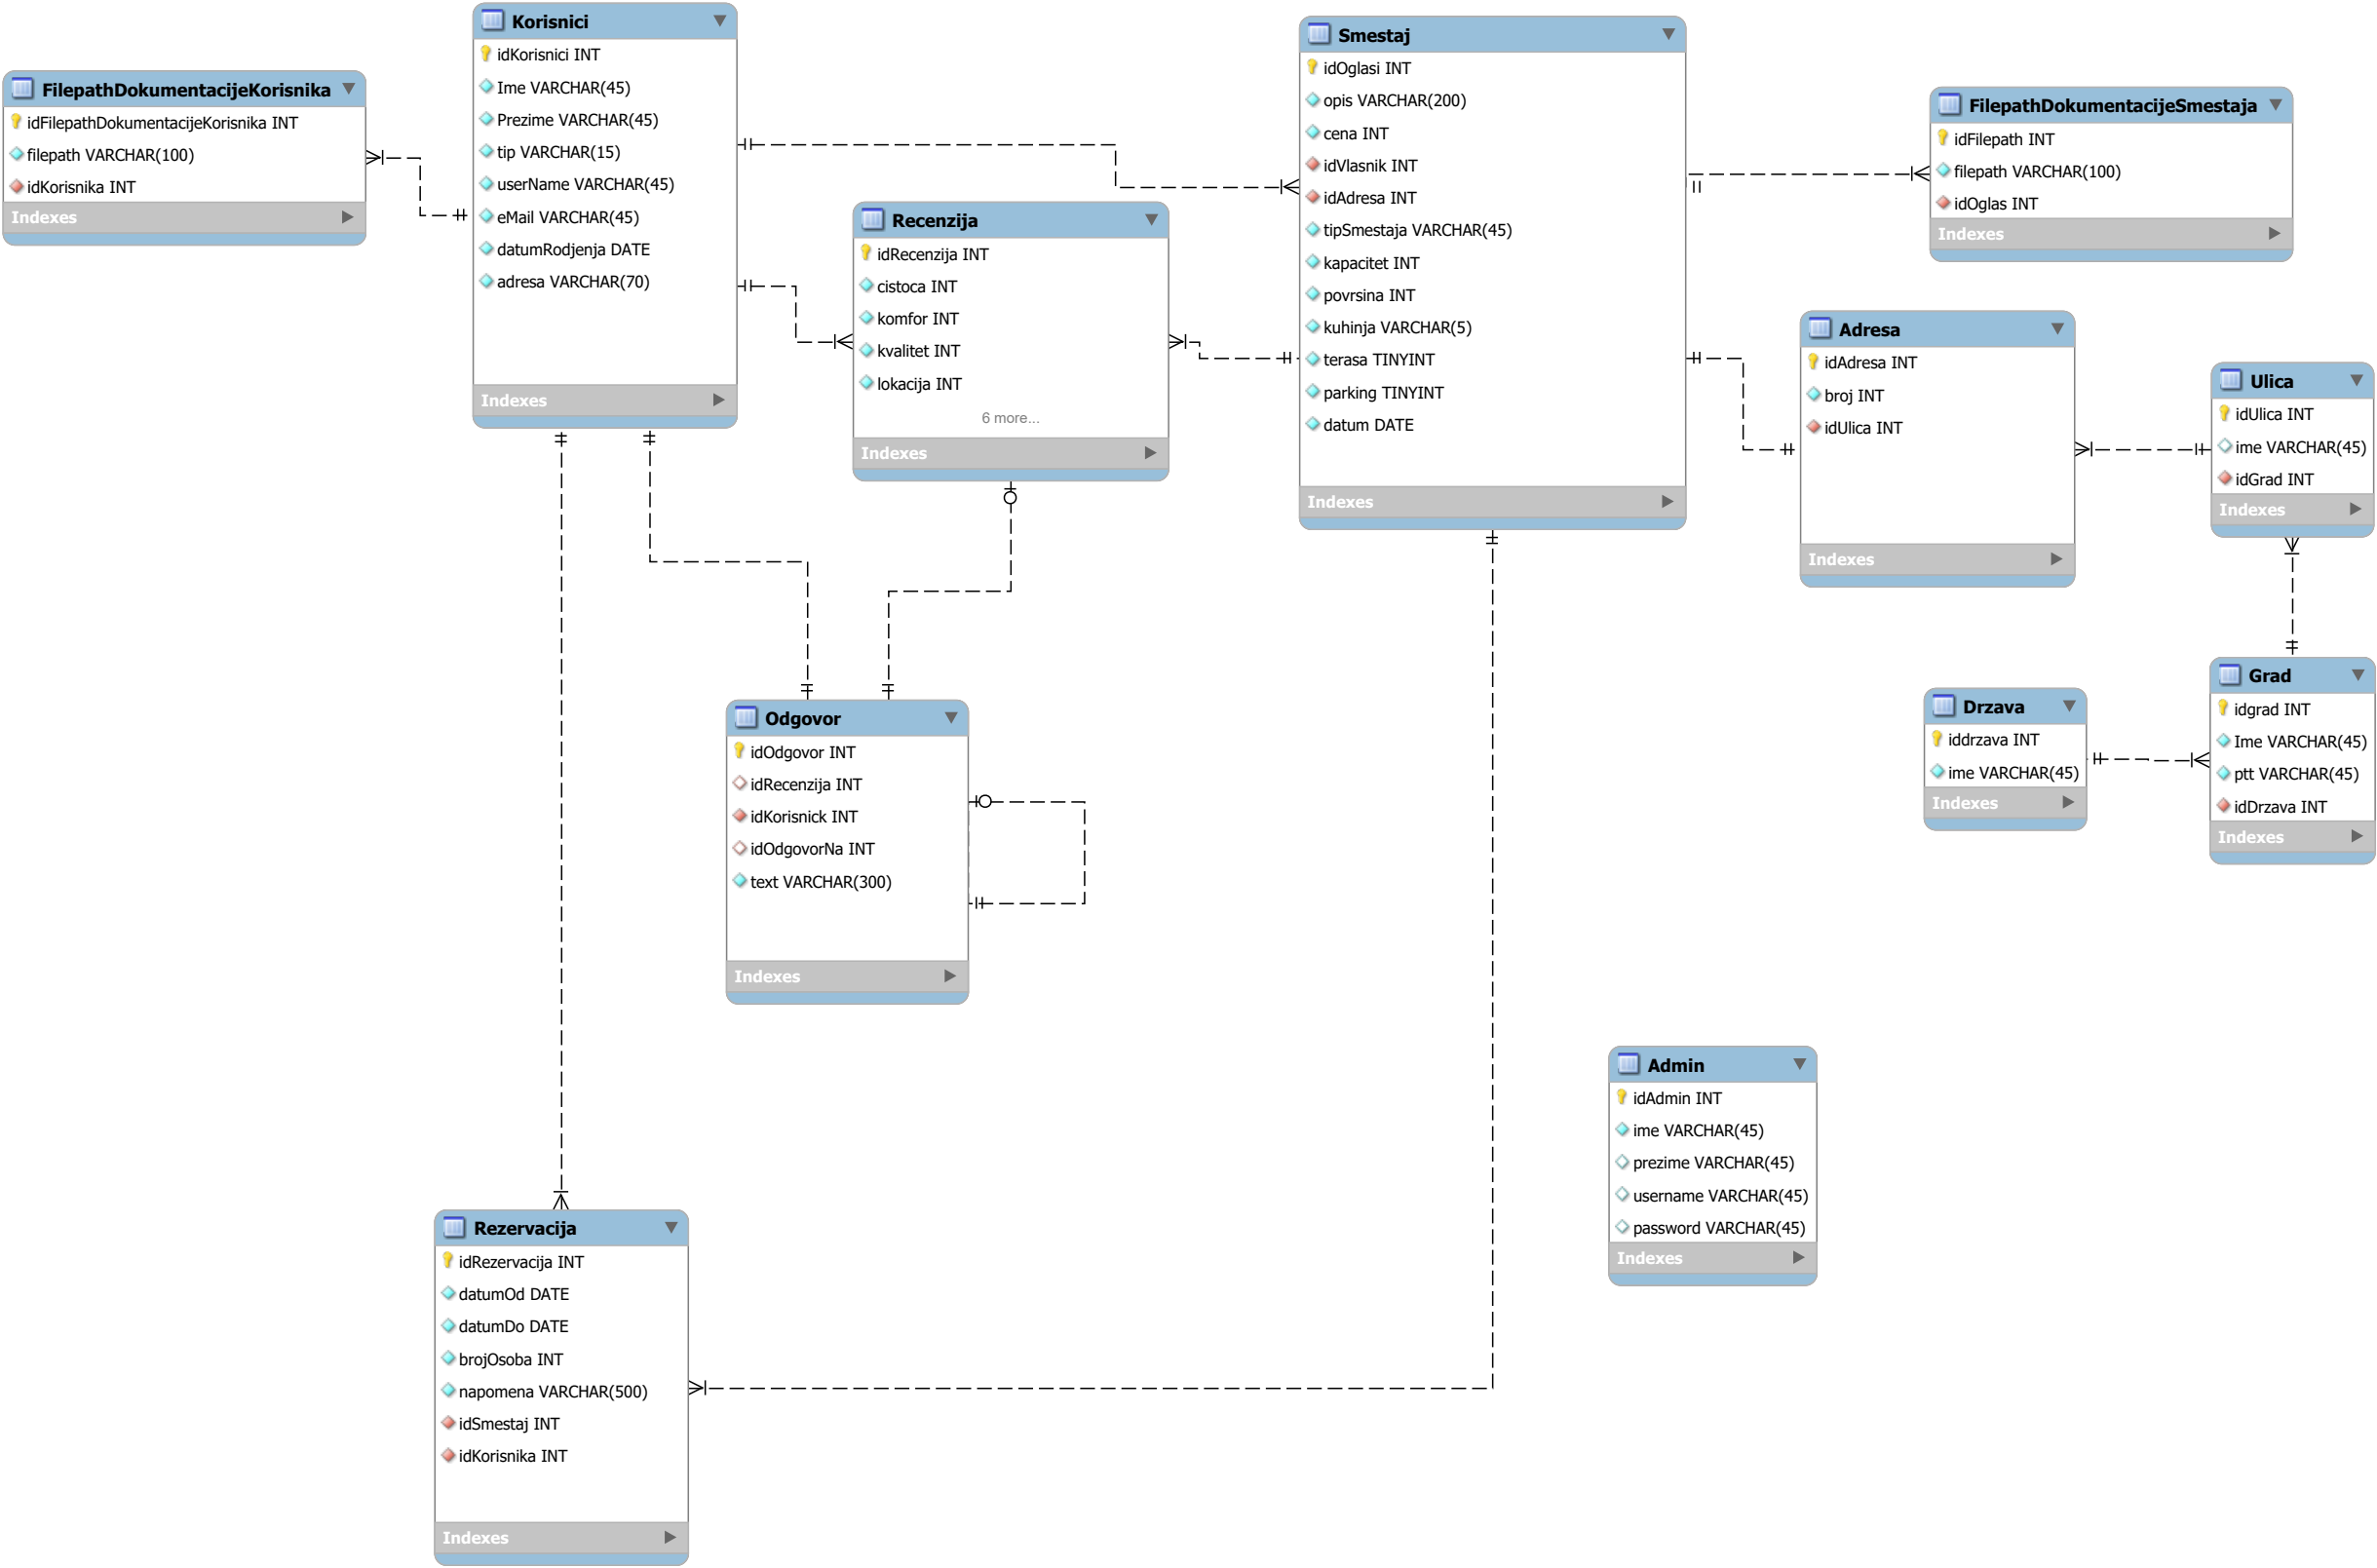 FilepathDokumentacijeKorisnika
idFilepathDokumentacijeKorisnika INT
filepath VARCHAR(100)
idKorisnika INT
Indexes
Korisnici
idKorisnici INT
Ime VARCHAR(45)
Prezime VARCHAR(45)
tip VARCHAR(15)
userName VARCHAR(45)
eMail VARCHAR(45)
datumRodjenja DATE
adresa VARCHAR(70)
Indexes
Recenzija
idRecenzija INT
cistoca INT
komfor INT
kvalitet INT
lokacija INT
6 more...
Indexes
Smestaj
idOglasi INT
opis VARCHAR(200)
cena INT
idVlasnik INT
idAdresa INT
tipSmestaja VARCHAR(45)
kapacitet INT
povrsina INT
kuhinja VARCHAR(5)
terasa TINYINT
parking TINYINT
datum DATE
Indexes
FilepathDokumentacijeSmestaja
idFilepath INT
filepath VARCHAR(100)
idOglas INT
Indexes
Adresa
idAdresa INT
broj INT
idUlica INT
Indexes
Ulica
idUlica INT
ime VARCHAR(45)
idGrad INT
Indexes
Drzava
iddrzava INT
ime VARCHAR(45)
Indexes
Grad
idgrad INT
Ime VARCHAR(45)
ptt VARCHAR(45)
idDrzava INT
Indexes
Odgovor
idOdgovor INT
idRecenzija INT
idKorisnick INT
idOdgovorNa INT
text VARCHAR(300)
Indexes
Admin
idAdmin INT
ime VARCHAR(45)
prezime VARCHAR(45)
username VARCHAR(45)
password VARCHAR(45)
Indexes
Rezervacija
idRezervacija INT
datumOd DATE
datumDo DATE
brojOsoba INT
napomena VARCHAR(500)
idSmestaj INT
idKorisnika INT
Indexes